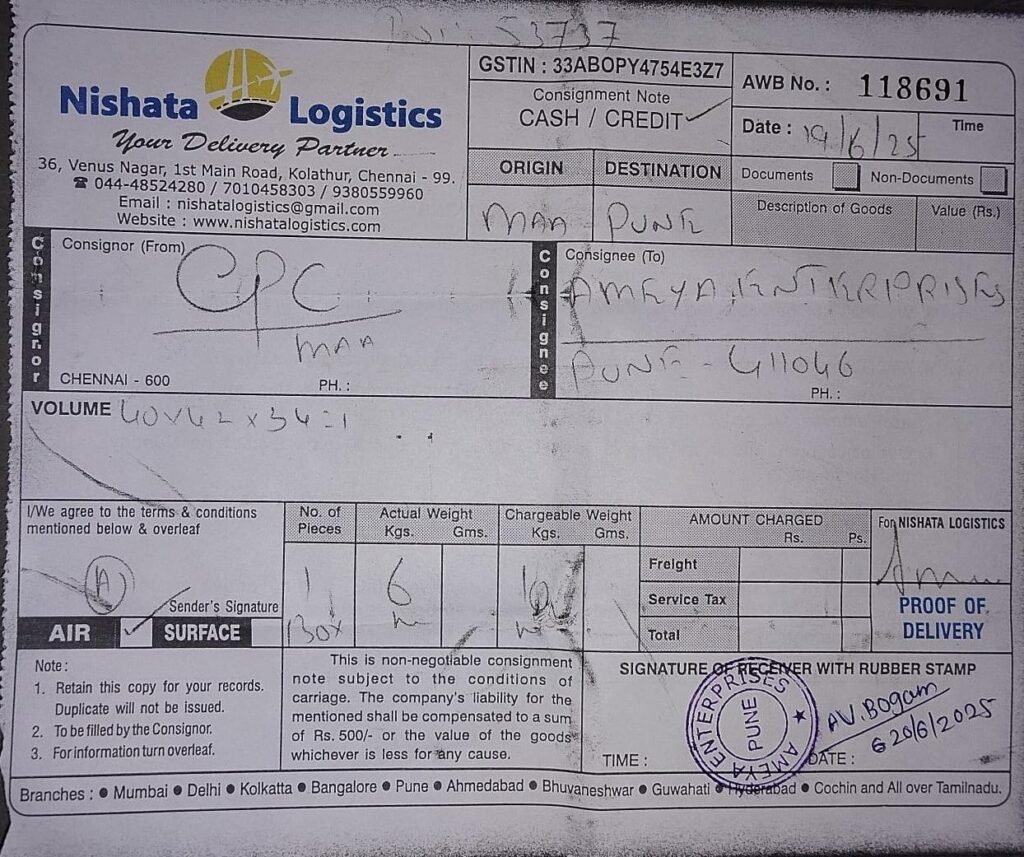 53737
Nishata Logistics
Your Delivery Partner
36, Venus Nagar, 1st Main Road, Kolathur, Chennai - 99.
☎ 044-48524280 / 7010458303 / 9380559960
Email : nishatalogistics@gmail.com
Website : www.nishatalogistics.com
GSTIN : 33ABOPY4754E3Z7
Consignment Note
CASH / CREDIT ✓
AWB No. : 118691
Date : 19/6/25 Time
ORIGIN DESTINATION
MAA PUNE
Documents Non-Documents
Description of Goods Value (Rs.)
Consignor
Consignor (From)
CPC
MAA
CHENNAI - 600 PH. :
Consignee
Consignee (To)
AMEYA ENTERPRISES
PUNE - 411046
PH. :
VOLUME 40x42x34=1
I/We agree to the terms & conditions
mentioned below & overleaf
A
Sender's Signature
AIR ✓ SURFACE
No. of
Pieces
1
Box
Actual Weight
Kgs. Gms.
6
Chargeable Weight
Kgs. Gms.
AMOUNT CHARGED
Rs. Ps.
Freight
Service Tax
Total
For NISHATA LOGISTICS
PROOF OF
DELIVERY
Note :
1. Retain this copy for your records.
Duplicate will not be issued.
2. To be filled by the Consignor.
3. For information turn overleaf.
This is non-negotiable consignment
note subject to the conditions of
carriage. The company's liability for the
mentioned shall be compensated to a sum
of Rs. 500/- or the value of the goods
whichever is less for any cause.
SIGNATURE OF RECEIVER WITH RUBBER STAMP
AMEYA ENTERPRISES ★
PUNE
AV.Bogam
20/6/2025
TIME : DATE :
Branches : ● Mumbai ● Delhi ● Kolkatta ● Bangalore ● Pune ● Ahmedabad ● Bhuvaneshwar ● Guwahati ● Hyderabad ● Cochin and All over Tamilnadu.